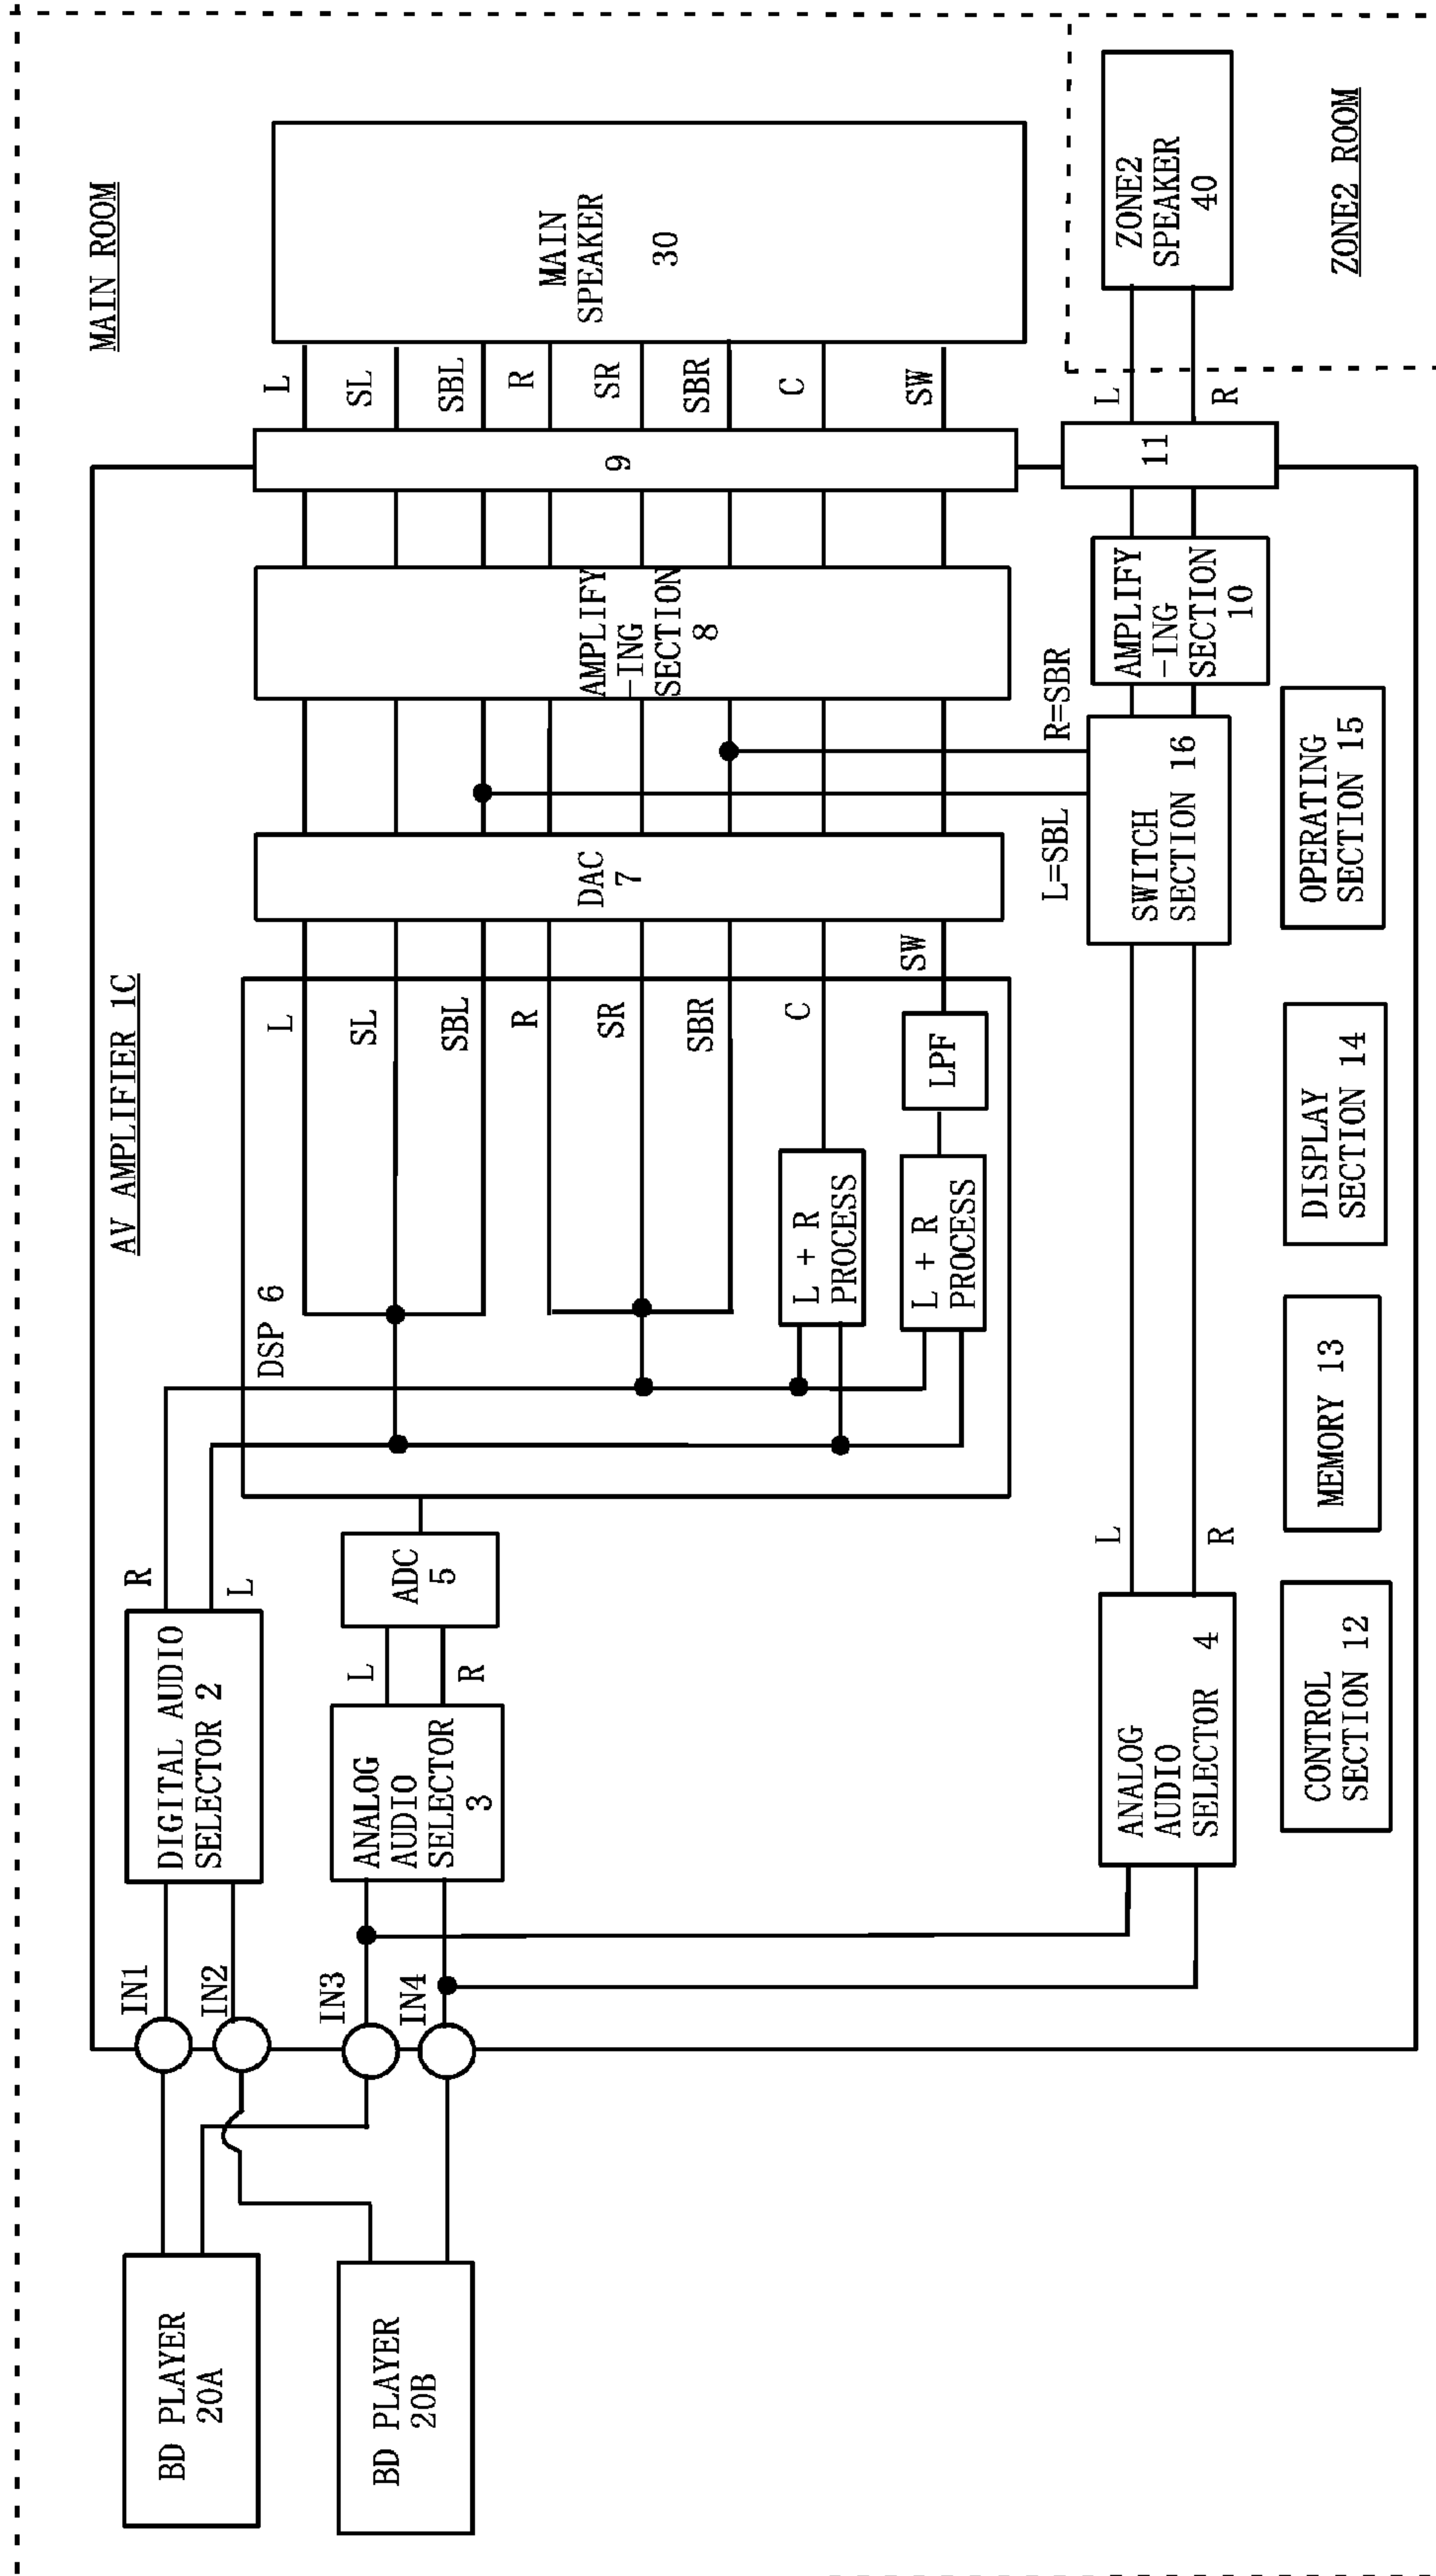 MAIN ROOM
AV AMPLIFIER 1C
BD PLAYER
20A
BD PLAYER
20B
IN1
IN2
IN3
IN4
DIGITAL AUDIO
SELECTOR 2
R
L
ANALOG
AUDIO
SELECTOR
3
L
R
ADC
5
DSP 6
L
SL
SBL
R
SR
SBR
C
SW
L + R
PROCESS
L + R
PROCESS
LPF
DAC
7
AMPLIFY
-ING
SECTION
8
9
L
SL
SBL
R
SR
SBR
C
SW
MAIN
SPEAKER
30
ANALOG
AUDIO
SELECTOR 4
L
R
L=SBL
R=SBR
SWITCH
SECTION 16
AMPLIFY
-ING
SECTION
10
11
L
R
ZONE2
SPEAKER
40
ZONE2 ROOM
CONTROL
SECTION 12
MEMORY 13
DISPLAY
SECTION 14
OPERATING
SECTION 15